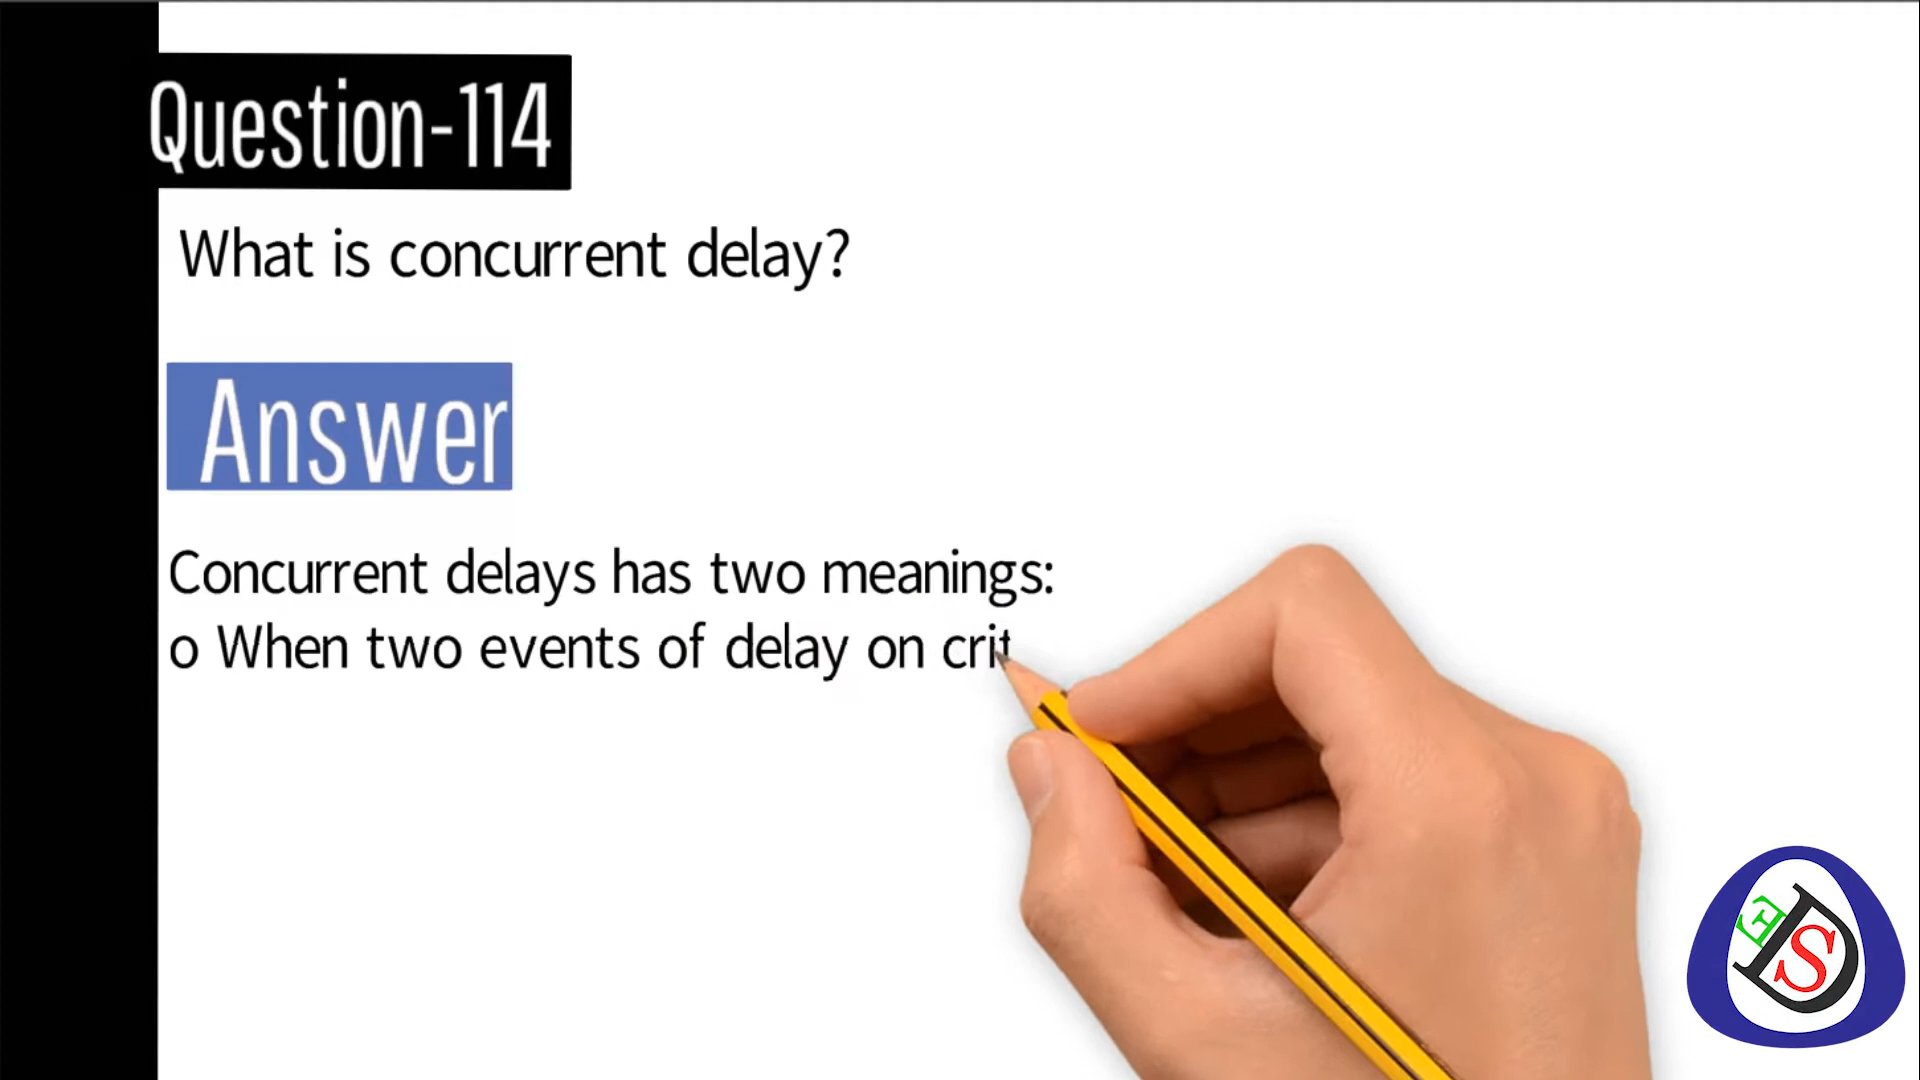 Question-114
What is concurrent delay?
Answer
Concurrent delays has two meanings:
o When two events of delay on crit
EDS